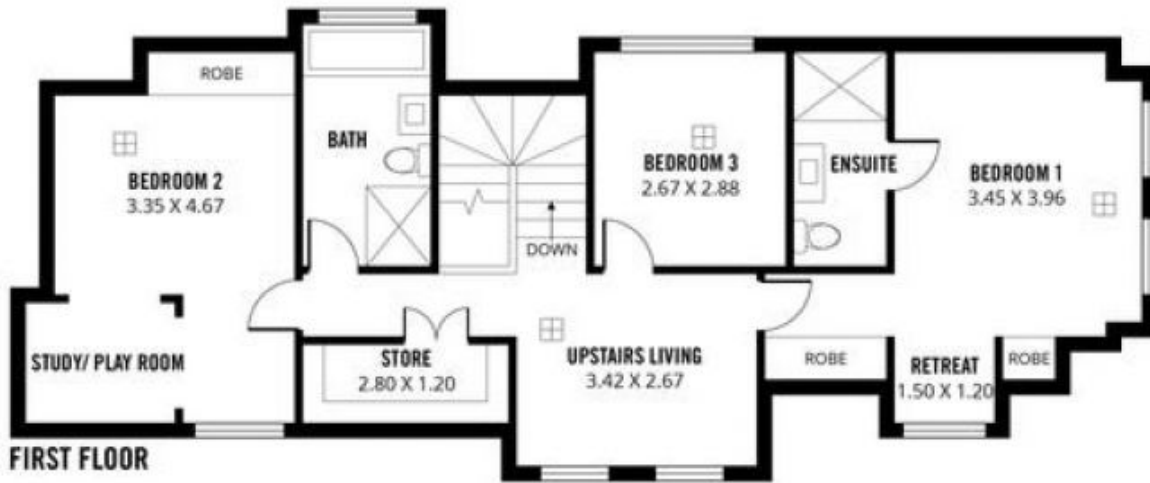 ROBE
BATH
BEDROOM 2
3.35 X 4.67
BEDROOM 3
2.67 X 2.88
ENSUITE
BEDROOM 1
3.45 X 3.96
DOWN
STUDY/ PLAY ROOM
STORE
2.80 X 1.20
UPSTAIRS LIVING
3.42 X 2.67
ROBE
RETREAT
1.50 X 1.20
ROBE
FIRST FLOOR